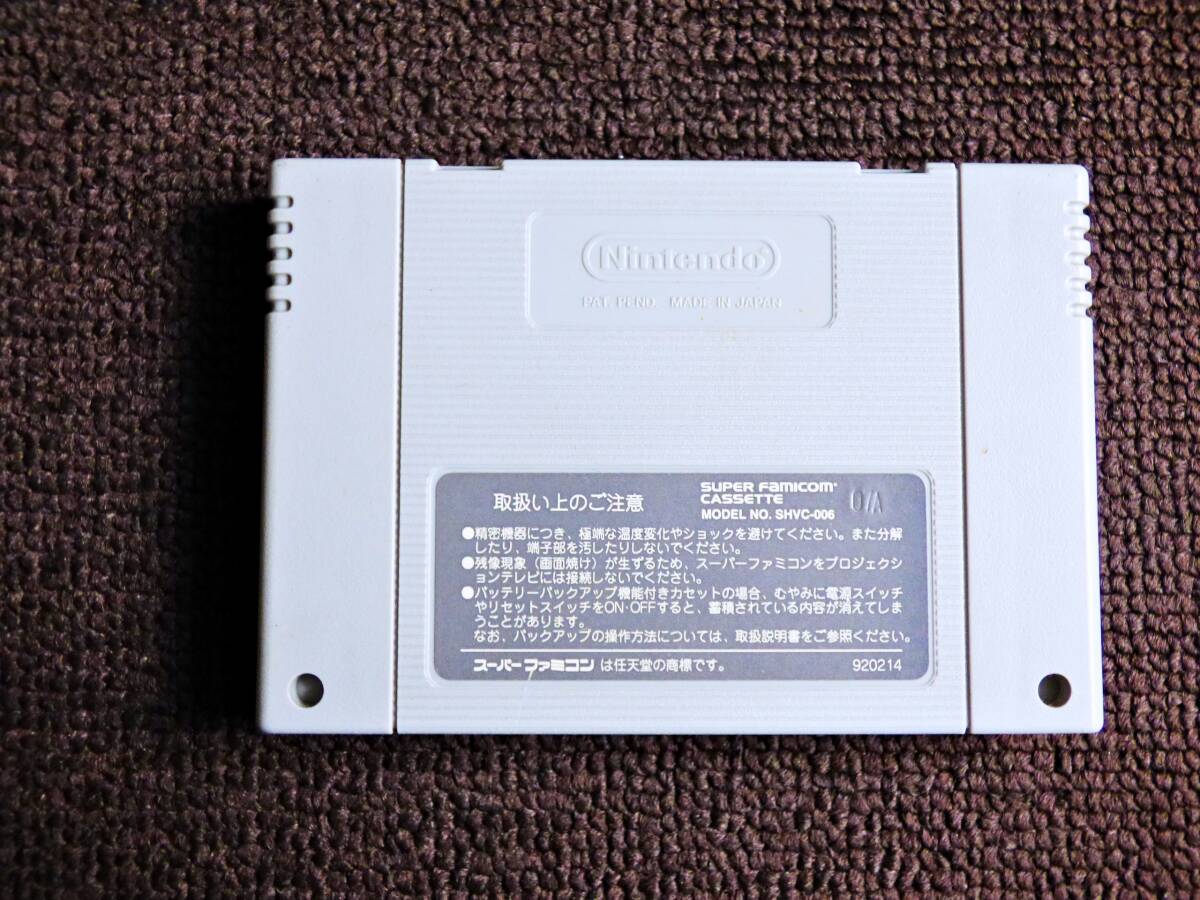 Nintendo®
PAT. PEND. MADE IN JAPAN
取扱い上のご注意
SUPER FAMICOM®
CASSETTE
MODEL NO. SHVC-006
●精密機器につき、極端な温度変化やショックを避けてください。また分解
したり、端子部を汚したりしないでください。
●残像現象（画面焼け）が生ずるため、スーパーファミコンをプロジェクシ
ョンテレビには接続しないでください。
●バッテリーバックアップ機能付きカセットの場合、むやみに電源スイッチ
やリセットスイッチをON·OFFすると、蓄積されている内容が消えてしま
うことがあります。
なお、バックアップの操作方法については、取扱説明書をご参照ください。
スーパーファミコン は任天堂の商標です。
920214